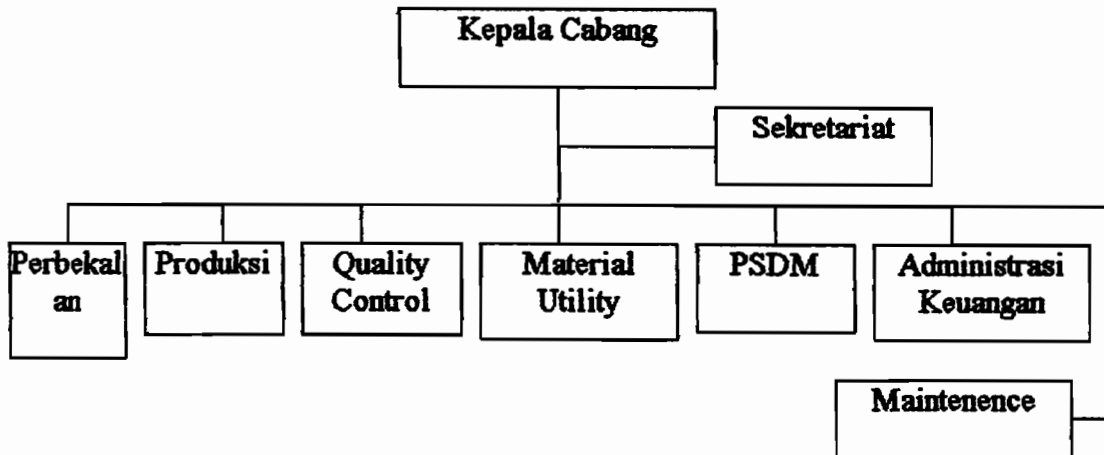 Kepala Cabang
Sekretariat
Perbekal
an
Produksi
Quality
Control
Material
Utility
PSDM
Administrasi
Keuangan
Maintenence